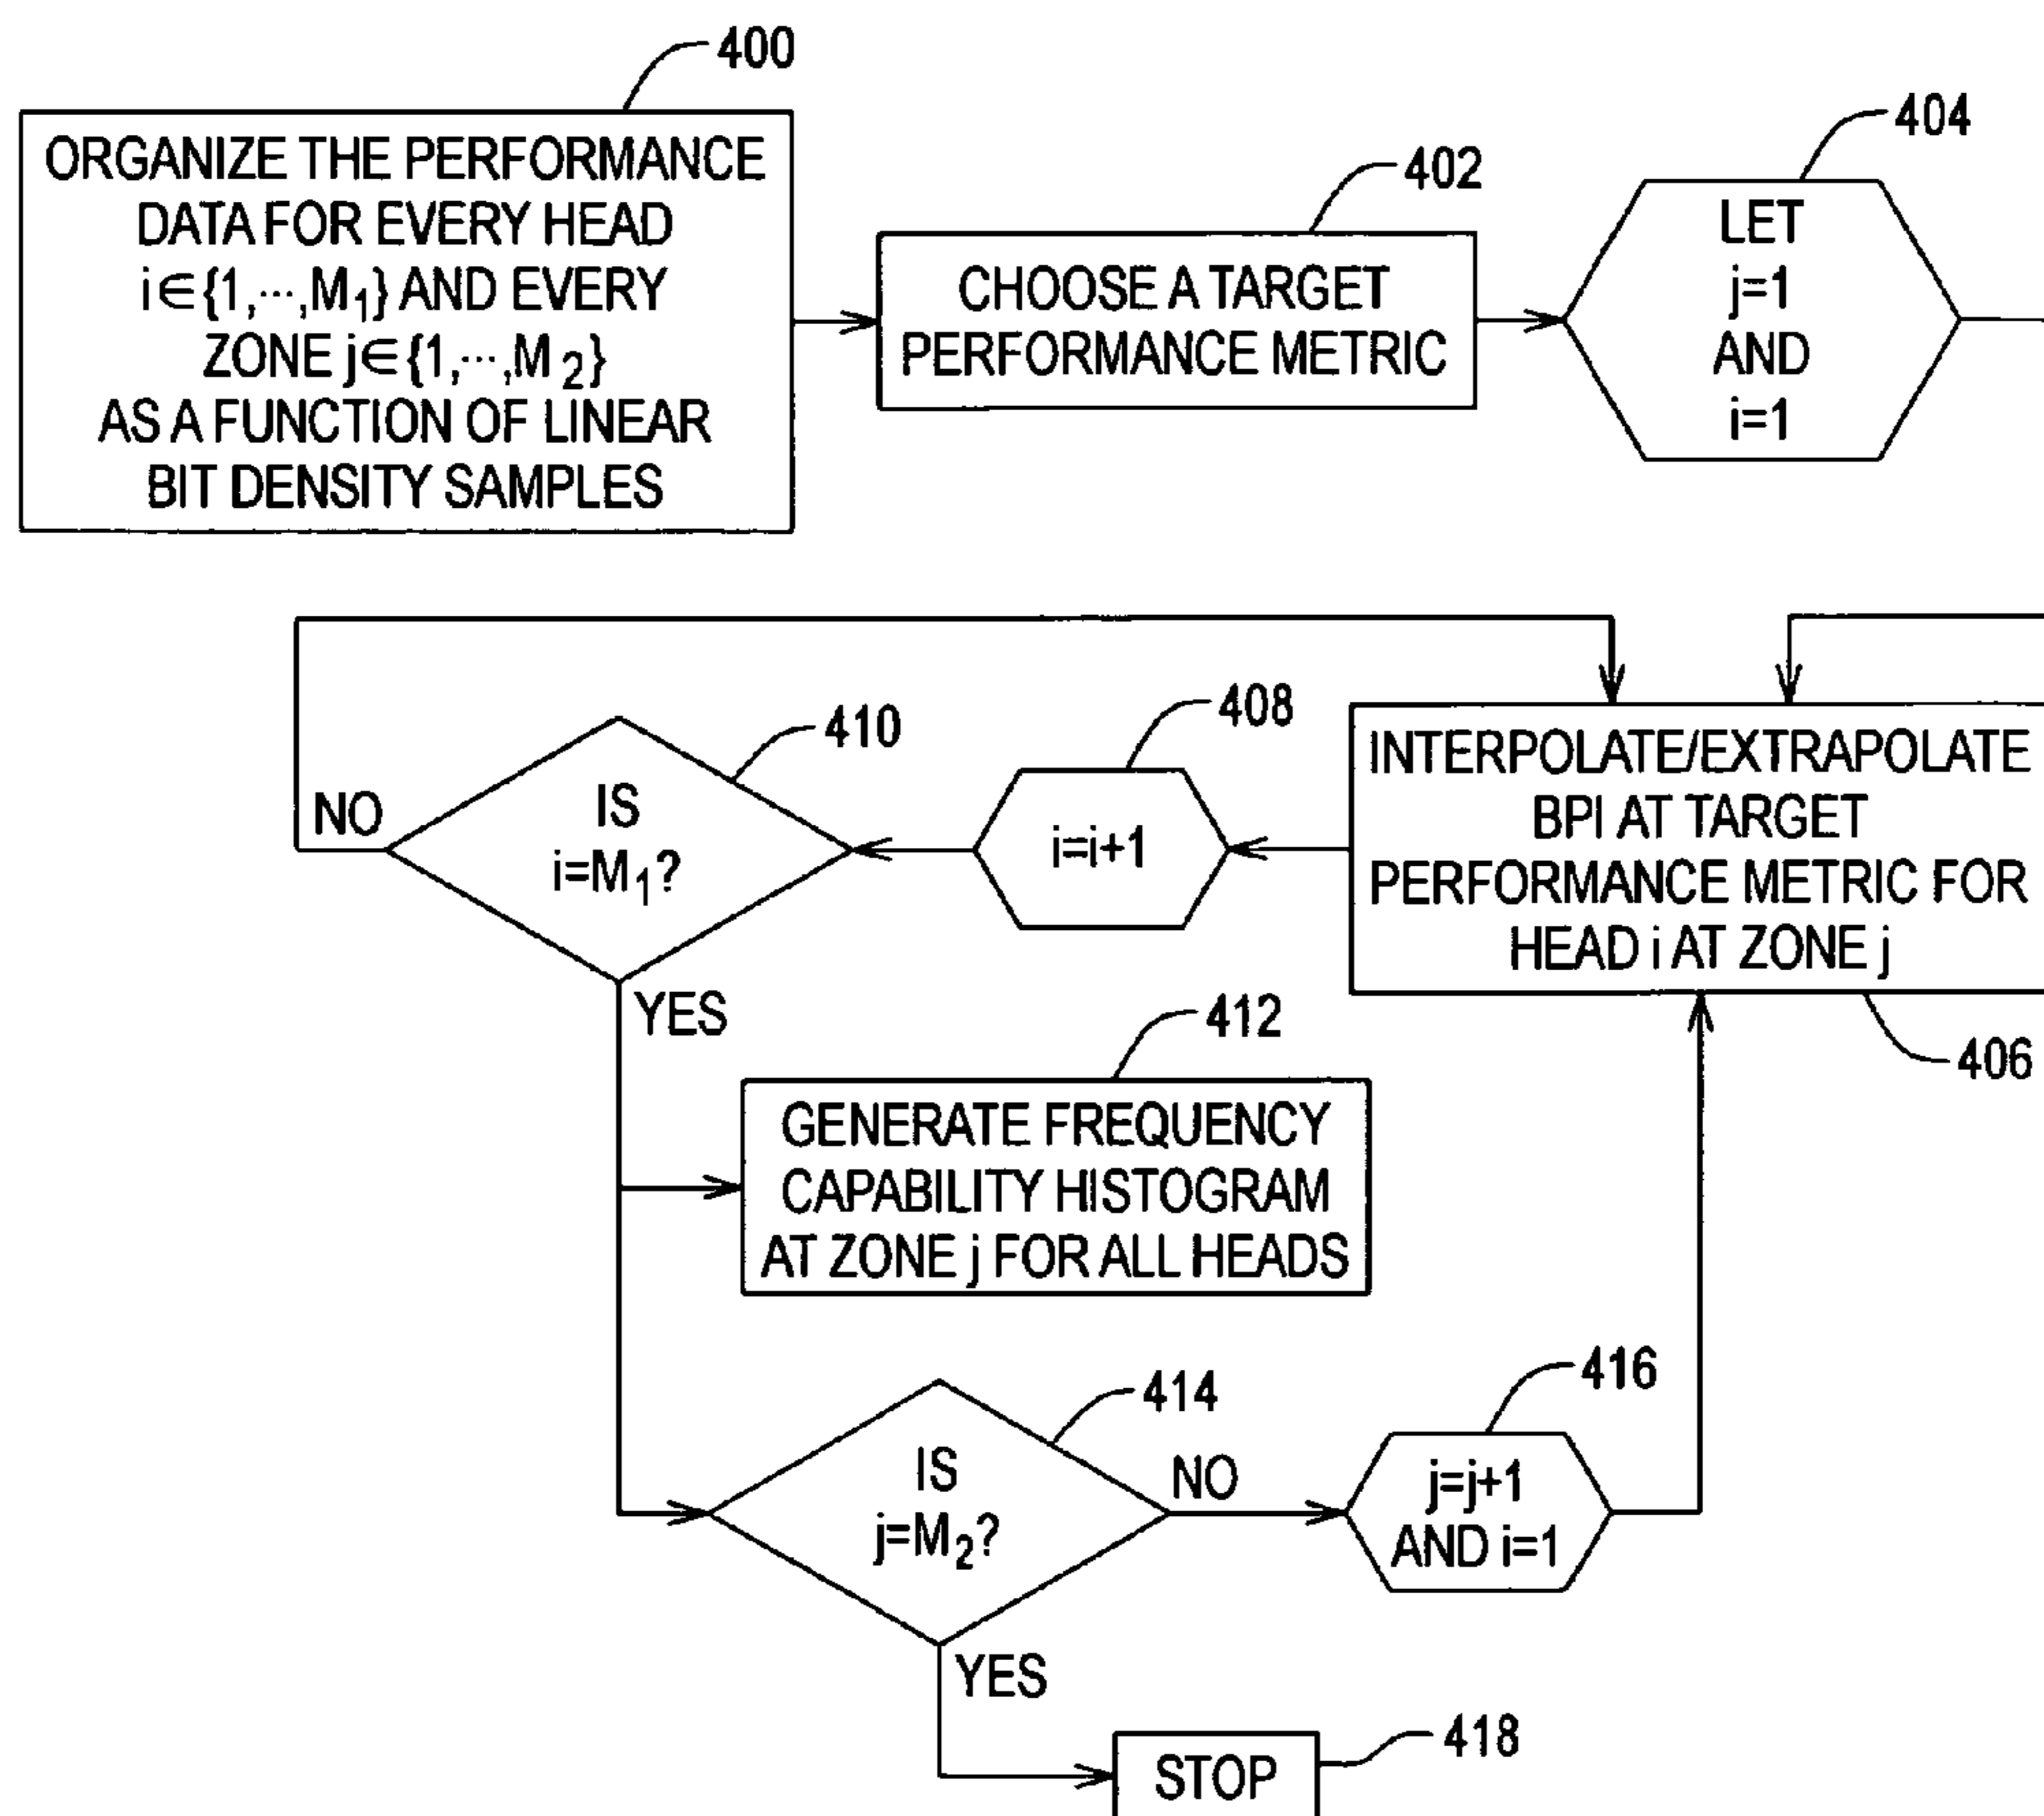 400
ORGANIZE THE PERFORMANCE
DATA FOR EVERY HEAD
i∈{1,···,M₁} AND EVERY
ZONE j∈{1,···,M₂}
AS A FUNCTION OF LINEAR
BIT DENSITY SAMPLES
402
CHOOSE A TARGET
PERFORMANCE METRIC
404
LET
j=1
AND
i=1
406
INTERPOLATE/EXTRAPOLATE
BPI AT TARGET
PERFORMANCE METRIC FOR
HEAD i AT ZONE j
408
i=i+1
410
IS
i=M₁?
NO
YES
412
GENERATE FREQUENCY
CAPABILITY HISTOGRAM
AT ZONE j FOR ALL HEADS
414
IS
j=M₂?
NO
416
j=j+1
AND i=1
YES
418
STOP